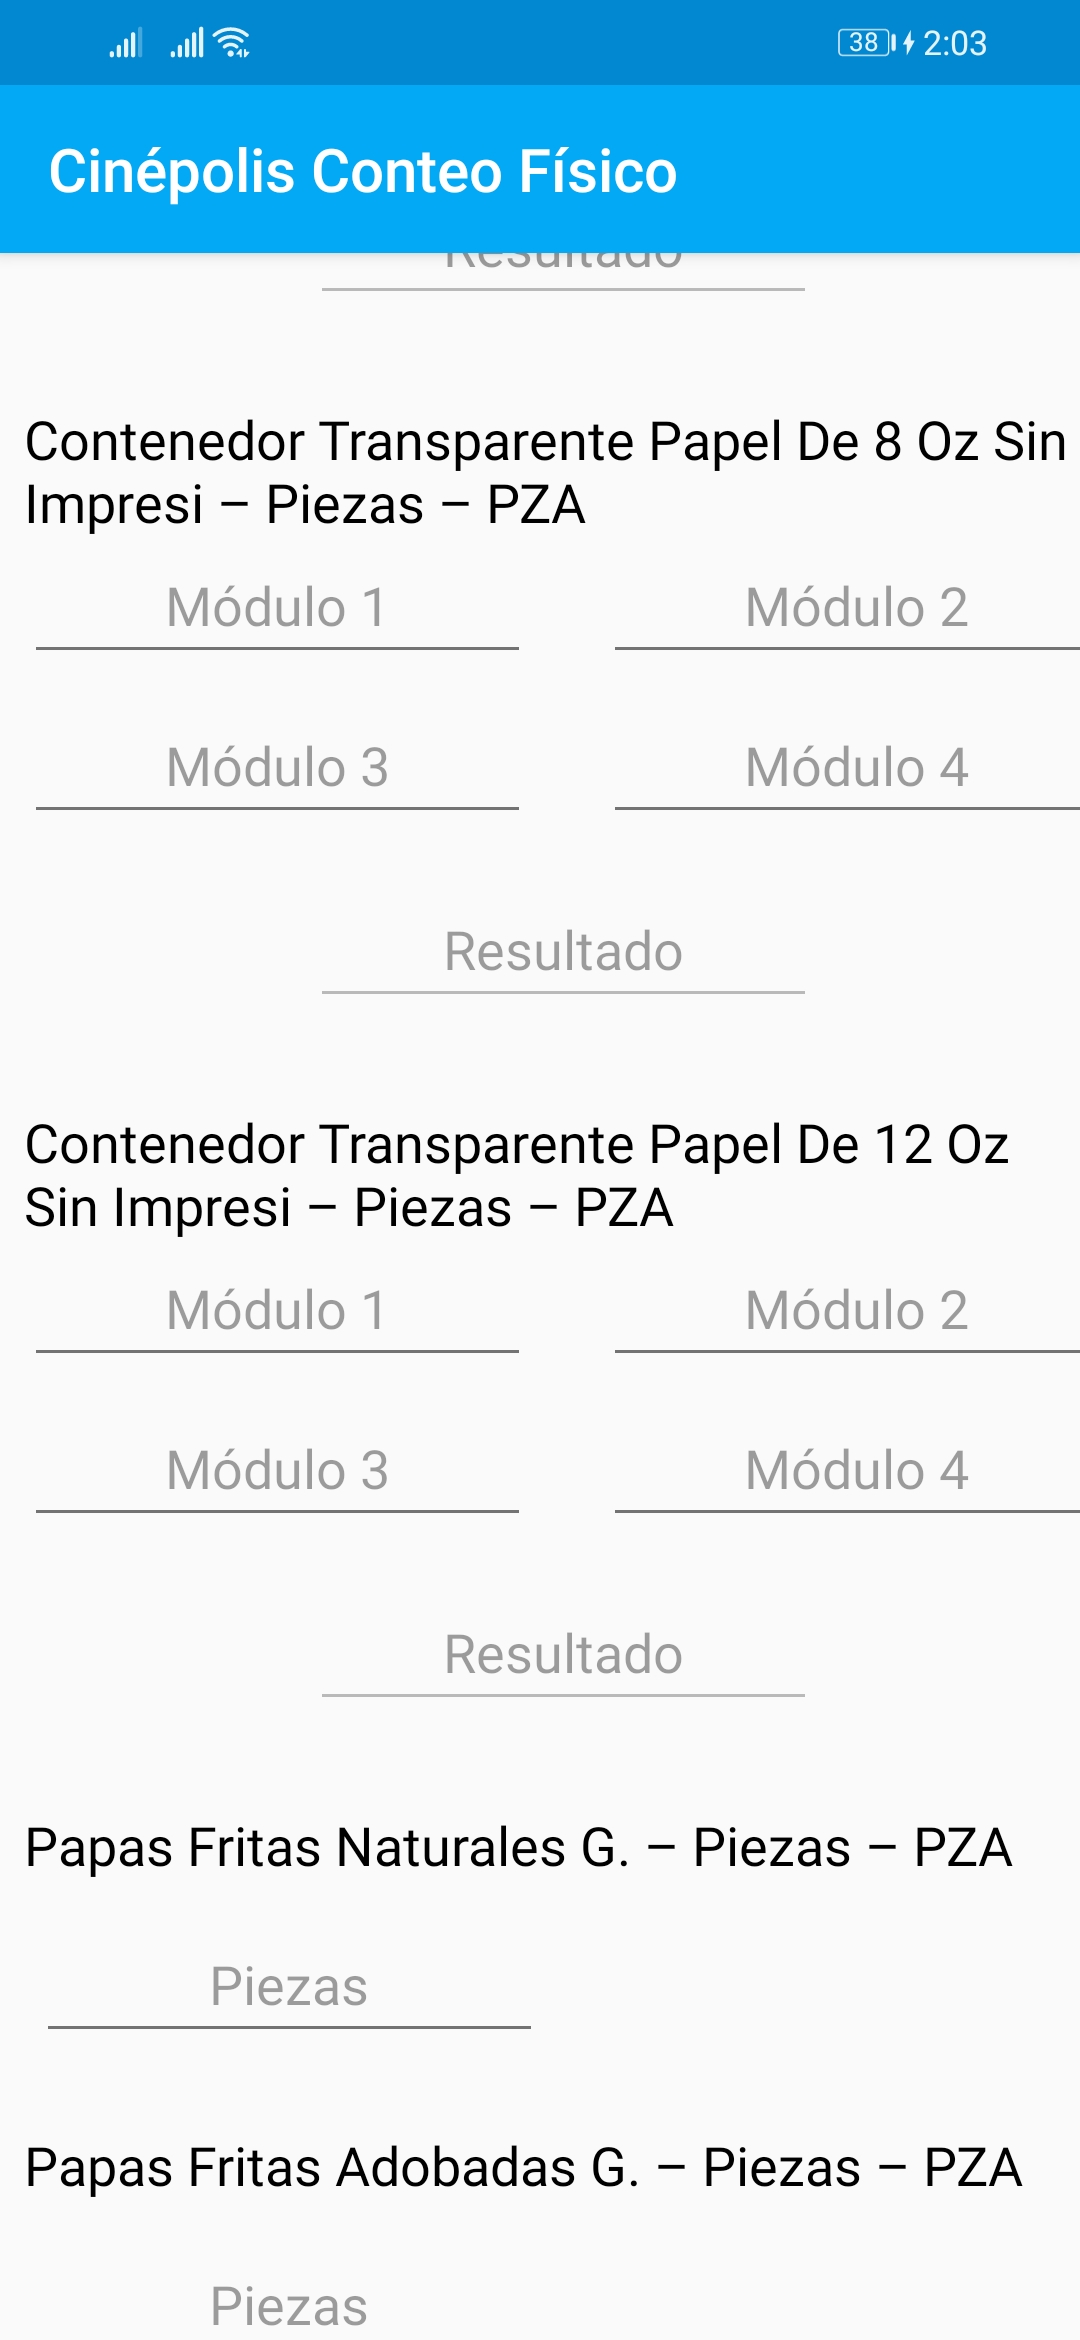 38 2:03
Cinépolis Conteo Físico
Resultado
Contenedor Transparente Papel De 8 Oz Sin
Impresi – Piezas – PZA
Módulo 1 Módulo 2
Módulo 3 Módulo 4
Resultado
Contenedor Transparente Papel De 12 Oz
Sin Impresi – Piezas – PZA
Módulo 1 Módulo 2
Módulo 3 Módulo 4
Resultado
Papas Fritas Naturales G. – Piezas – PZA
Piezas
Papas Fritas Adobadas G. – Piezas – PZA
Piezas